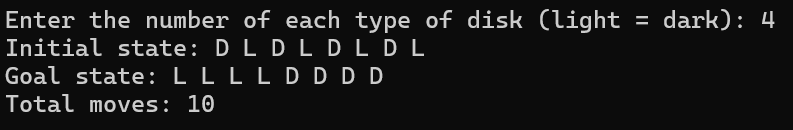 Enter the number of each type of disk (light = dark): 4
Initial state: D L D L D L D L
Goal state: L L L L D D D D
Total moves: 10